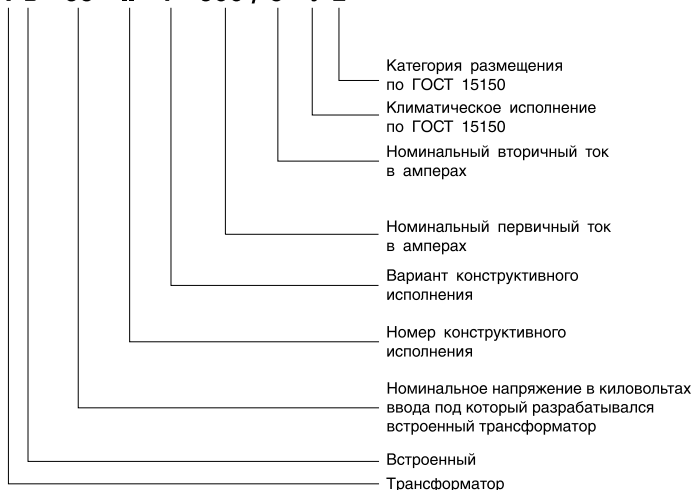 Категория размещения
по ГОСТ 15150
Климатическое исполнение
по ГОСТ 15150
Номинальный вторичный ток
в амперах
Номинальный первичный ток
в амперах
Вариант конструктивного
исполнения
Номер конструктивного
исполнения
Номинальное напряжение в киловольтах
ввода под который разрабатывался
встроенный трансформатор
Встроенный
Трансформатор